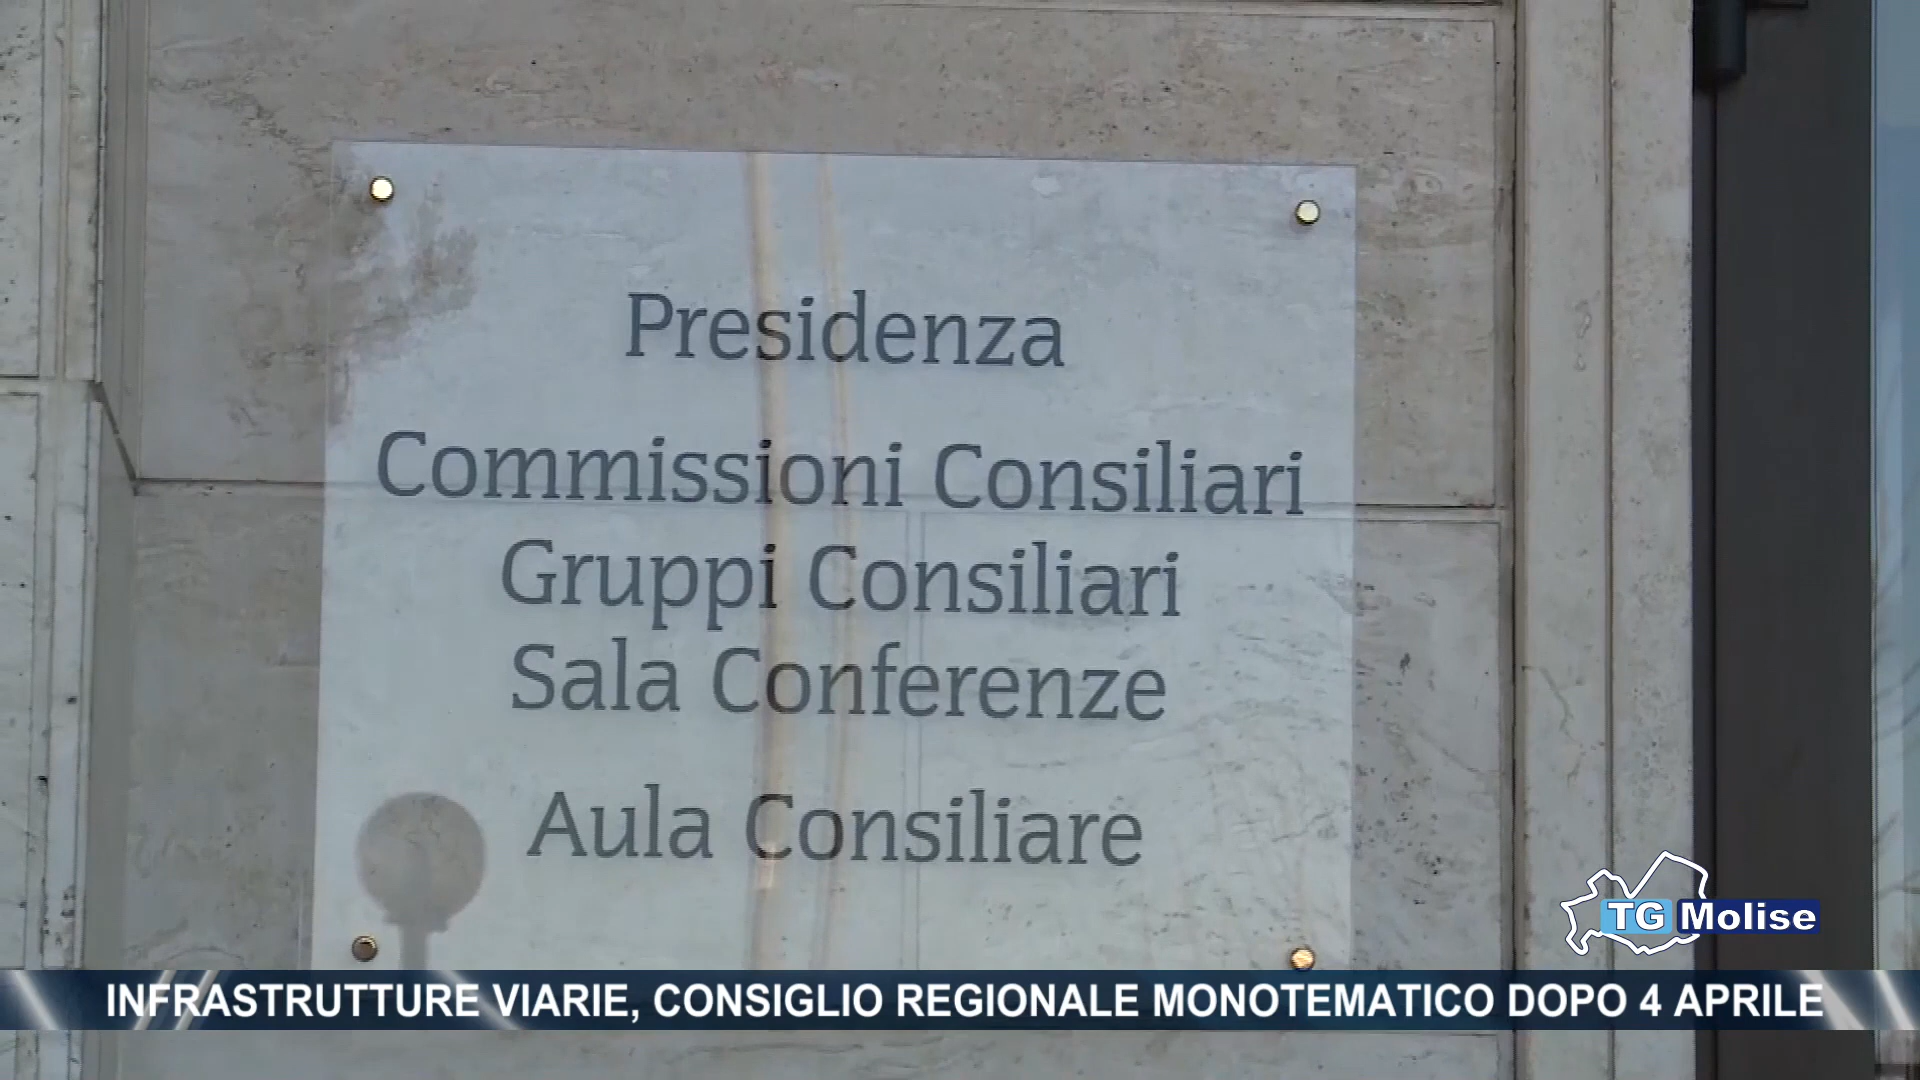 Presidenza
Commissioni Consiliari
Gruppi Consiliari
Sala Conferenze
Aula Consiliare
TG Molise
INFRASTRUTTURE VIARIE, CONSIGLIO REGIONALE MONOTEMATICO DOPO 4 APRILE